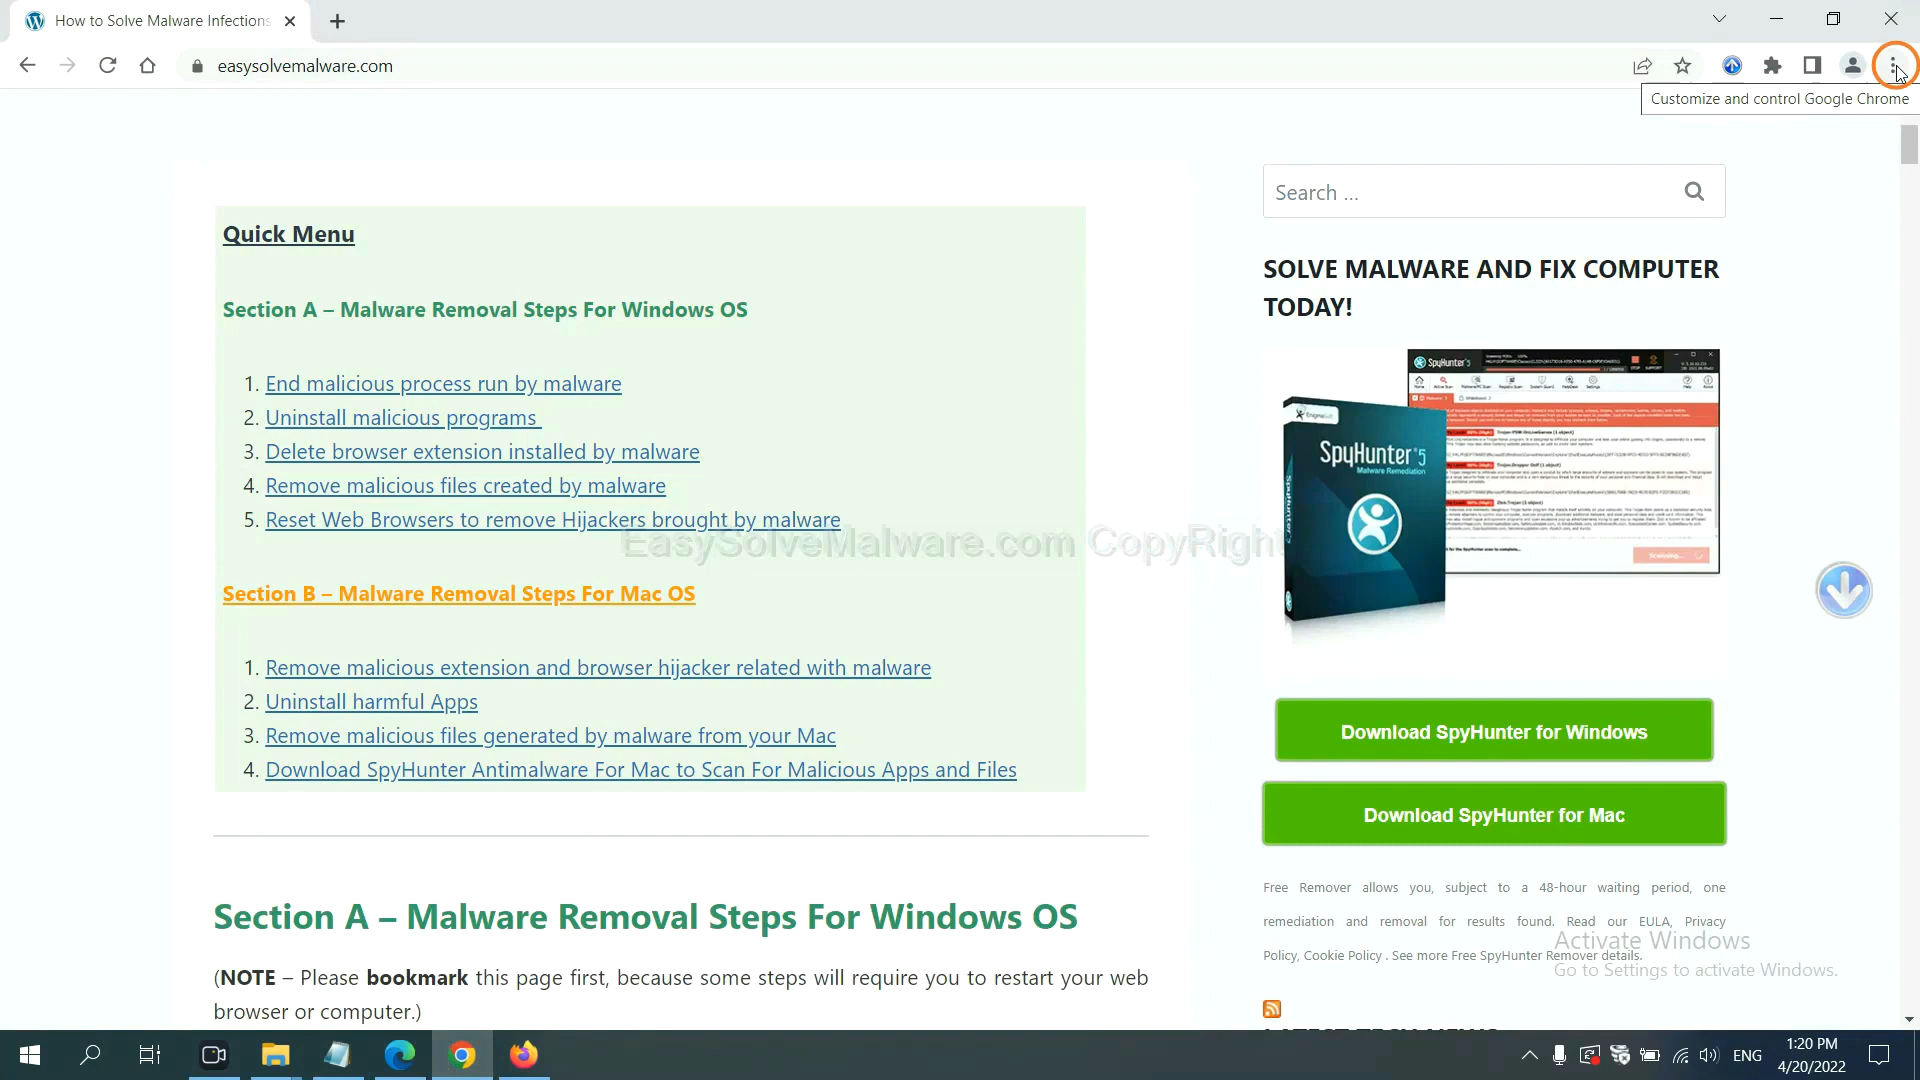 How to Solve Malware Infections
easysolvemalware.com
Customize and control Google Chrome
Search ...
Quick Menu
Section A – Malware Removal Steps For Windows OS
1. End malicious process run by malware
2. Uninstall malicious programs
3. Delete browser extension installed by malware
4. Remove malicious files created by malware
5. Reset Web Browsers to remove Hijackers brought by malware
EasySolveMalware.com CopyRight
Section B – Malware Removal Steps For Mac OS
1. Remove malicious extension and browser hijacker related with malware
2. Uninstall harmful Apps
3. Remove malicious files generated by malware from your Mac
4. Download SpyHunter Antimalware For Mac to Scan For Malicious Apps and Files
Section A – Malware Removal Steps For Windows OS
(NOTE – Please bookmark this page first, because some steps will require you to restart your web
browser or computer.)
SOLVE MALWARE AND FIX COMPUTER
TODAY!
SpyHunter 5
EnigmaSoft
SpyHunter 5
Malware Remediation
SpyHunter 5
Scanning...
Download SpyHunter for Windows
Download SpyHunter for Mac
Free Remover allows you, subject to a 48-hour waiting period, one
remediation and removal for results found. Read our EULA, Privacy
Policy, Cookie Policy . See more Free SpyHunter Remover details.
Activate Windows
Go to Settings to activate Windows.
LATEST TECH NEWS
ENG
1:20 PM
4/20/2022